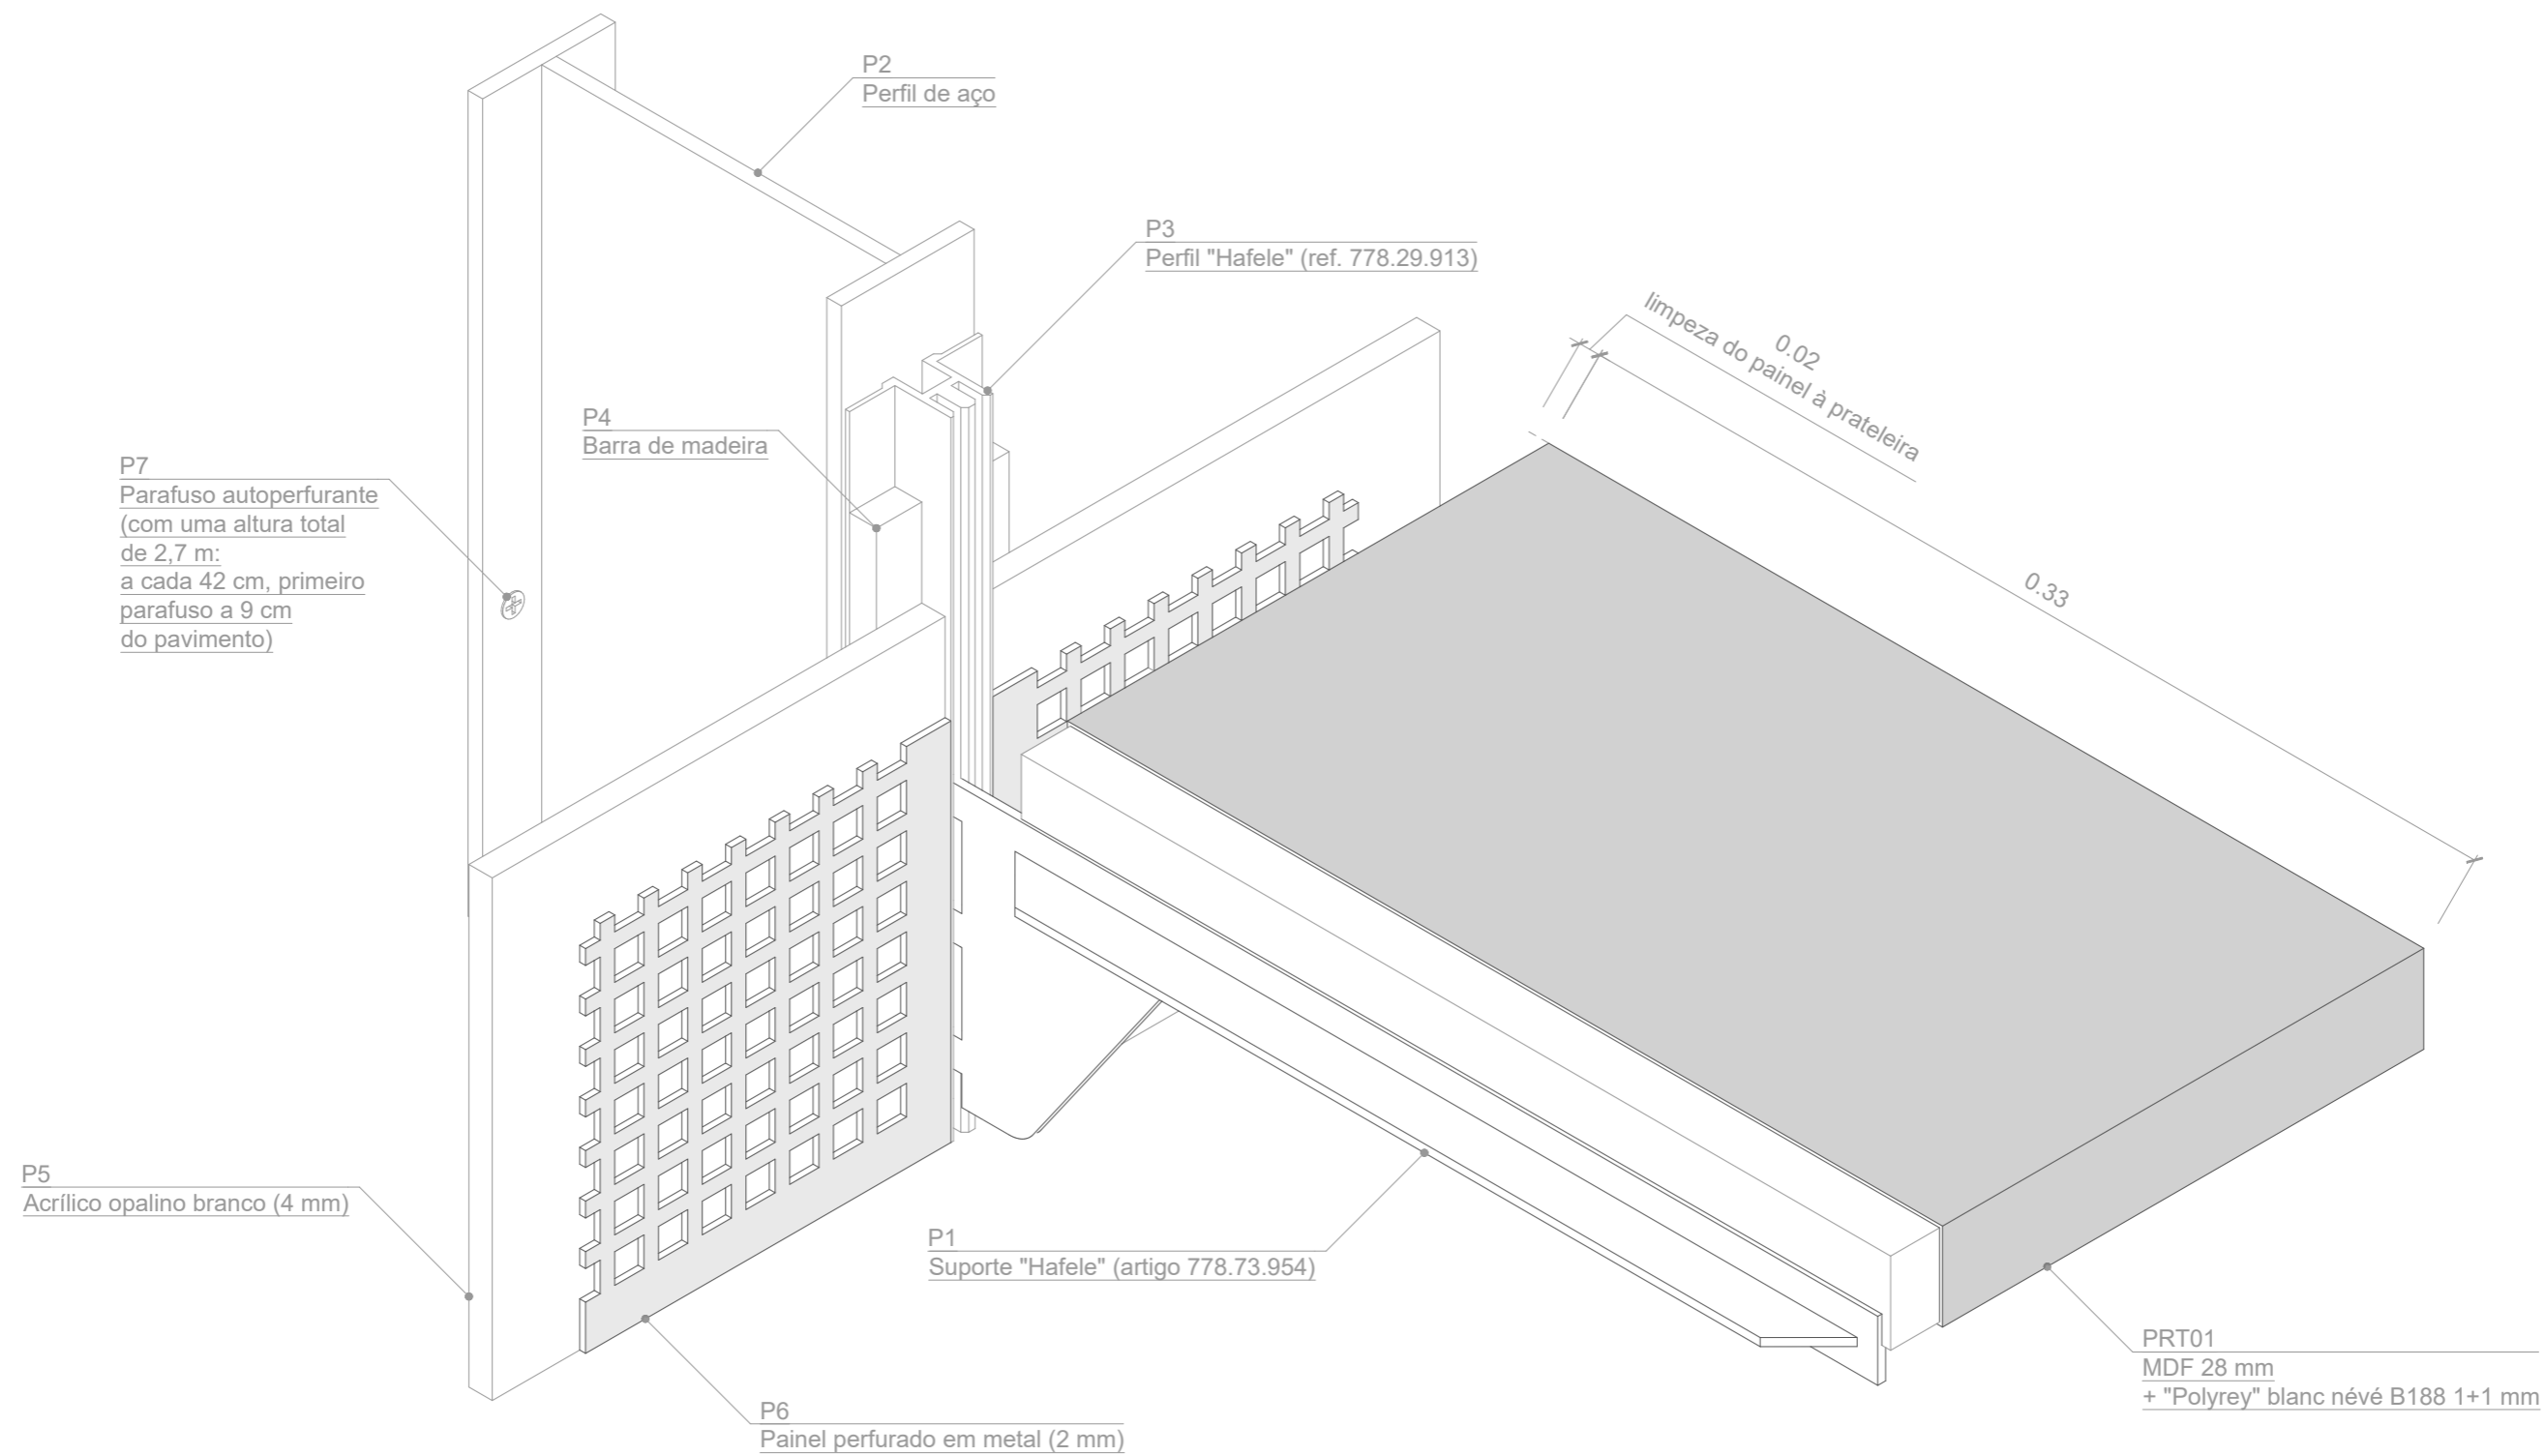 P2
Perfil de aço
P3
Perfil "Hafele" (ref. 778.29.913)
0.02
limpeza do painel à prateleira
P4
Barra de madeira
P7
Parafuso autoperfurante
(com uma altura total
de 2,7 m:
a cada 42 cm, primeiro
parafuso a 9 cm
do pavimento)
0.33
P5
Acrílico opalino branco (4 mm)
P1
Suporte "Hafele" (artigo 778.73.954)
PRT01
MDF 28 mm
+ "Polyrey" blanc névé B188 1+1 mm
P6
Painel perfurado em metal (2 mm)